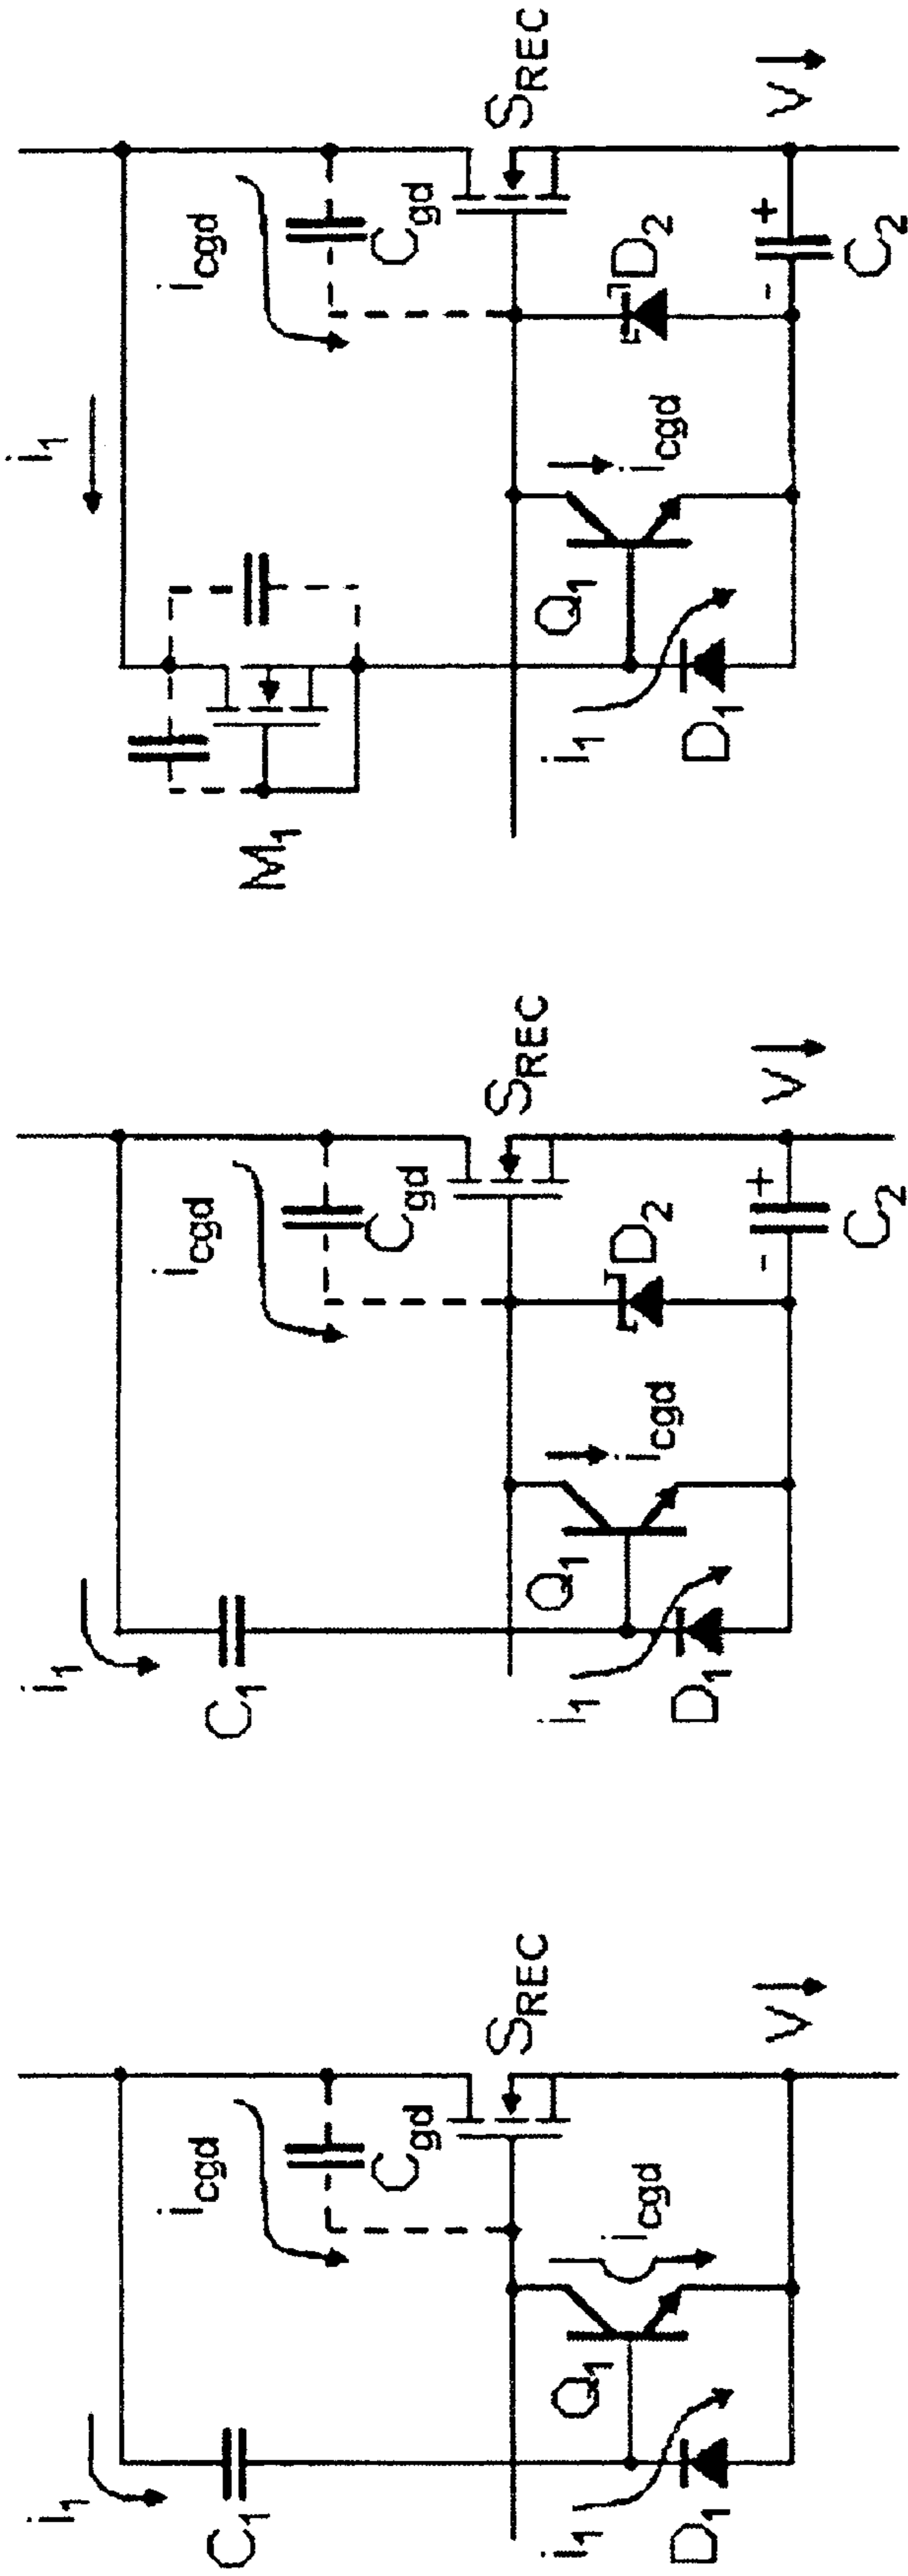 i1
icgd
Cgd
SREC
M1
Q1
icgd
D2
i1
D1
+
-
C2
V
i1
icgd
C1
Cgd
SREC
Q1
icgd
D2
i1
D1
+
-
C2
V
i1
icgd
C1
Cgd
SREC
Q1
icgd
i1
D1
V